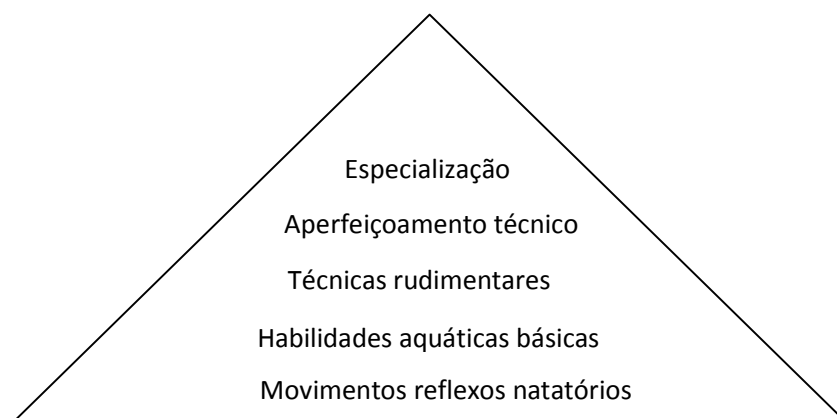 Especialização
Aperfeiçoamento técnico
Técnicas rudimentares
Habilidades aquáticas básicas
Movimentos reflexos natatórios